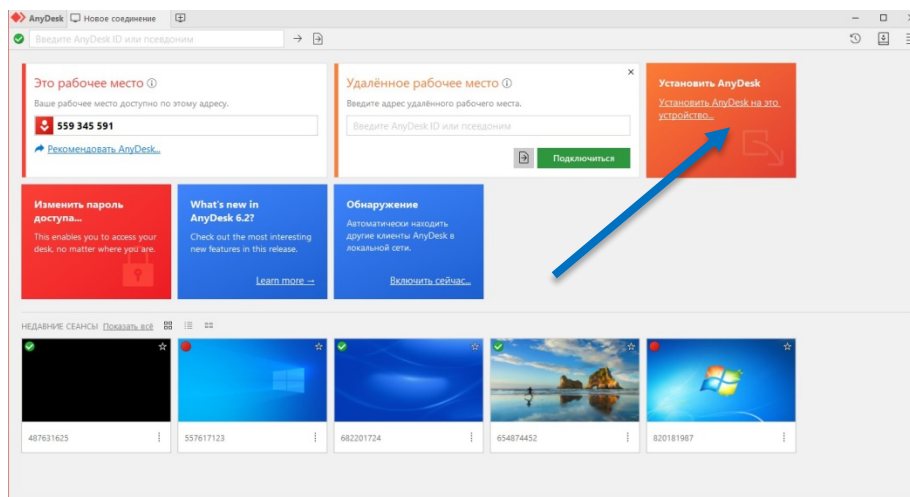 AnyDesk Новое соединение
Введите AnyDesk ID или псевдоним
Это рабочее место
Ваше рабочее место доступно по этому адресу.
559 345 591
Рекомендовать AnyDesk...
Удалённое рабочее место
Введите адрес удалённого рабочего места.
Введите AnyDesk ID или псевдоним
Подключиться
Установить AnyDesk
Установить AnyDesk на это
устройство...
Изменить пароль
доступа...
This enables you to access your
desk, no matter where you are.
What's new in
AnyDesk 6.2?
Check out the most interesting
new features in this release.
Learn more →
Обнаружение
Автоматически находить
другие клиенты AnyDesk в
локальной сети.
Включить сейчас...
НЕДАВНИЕ СЕАНСЫ Показать всё
487631625
557617123
682201724
654874452
820181987